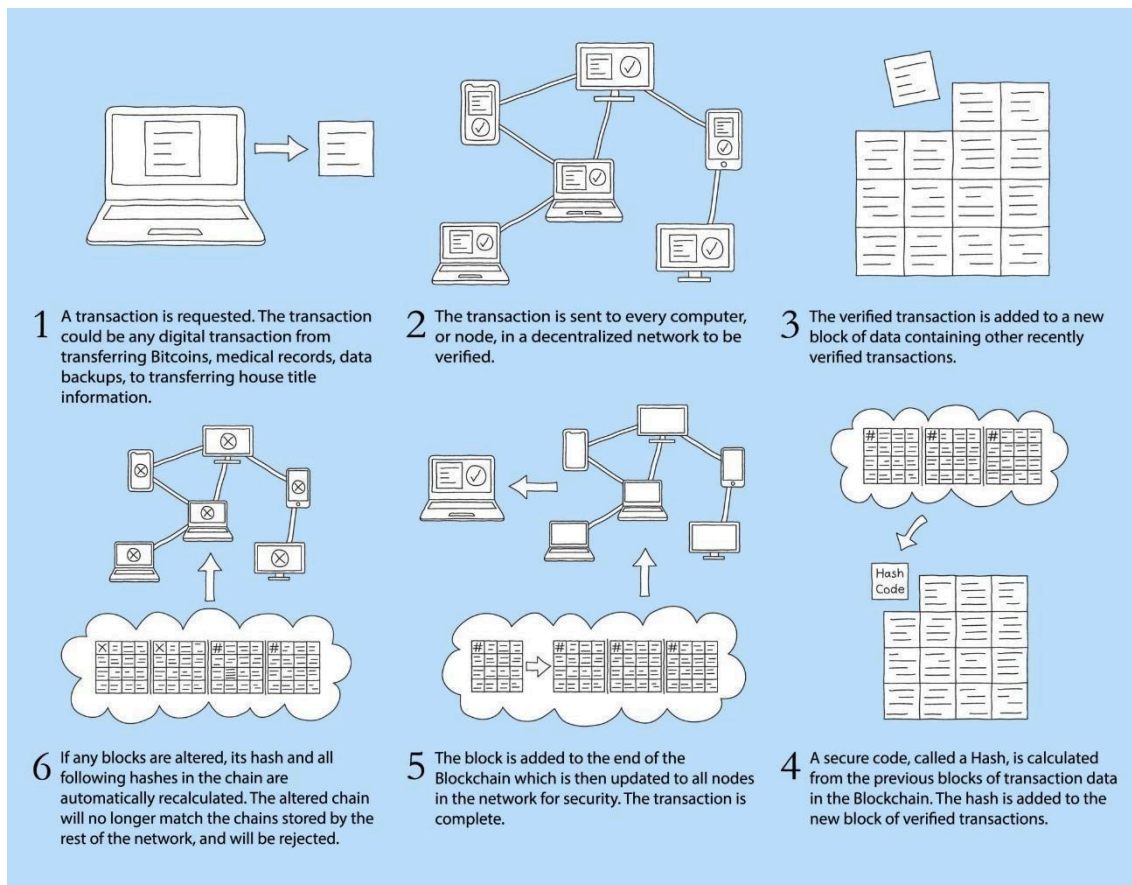 1 A transaction is requested. The transaction
could be any digital transaction from
transferring Bitcoins, medical records, data
backups, to transferring house title
information.
2 The transaction is sent to every computer,
or node, in a decentralized network to be
verified.
3 The verified transaction is added to a new
block of data containing other recently
verified transactions.
# # #
Hash
Code
4 A secure code, called a Hash, is calculated
from the previous blocks of transaction data
in the Blockchain. The hash is added to the
new block of verified transactions.
# # # #
5 The block is added to the end of the
Blockchain which is then updated to all nodes
in the network for security. The transaction is
complete.
X X # #
6 If any blocks are altered, its hash and all
following hashes in the chain are
automatically recalculated. The altered chain
will no longer match the chains stored by the
rest of the network, and will be rejected.